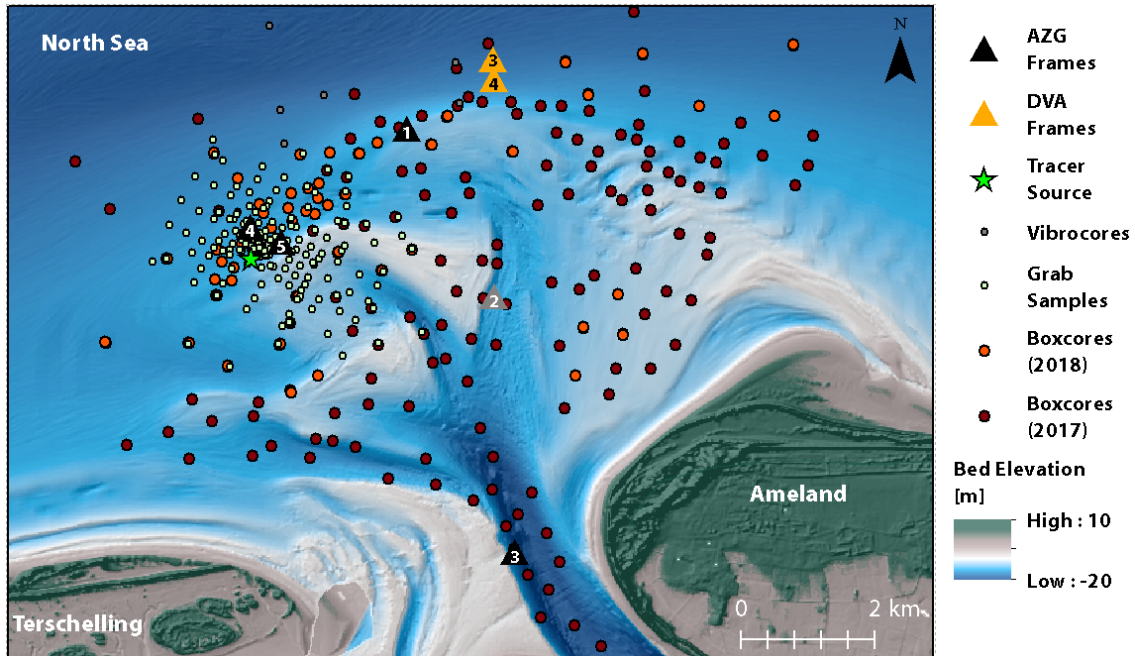 North Sea
N
3
4
1
4
5
2
3
Ameland
Terschelling
0
2 km
AZG
Frames
DVA
Frames
Tracer
Source
Vibrocores
Grab
Samples
Boxcores
(2018)
Boxcores
(2017)
Bed Elevation
[m]
High : 10
Low : -20